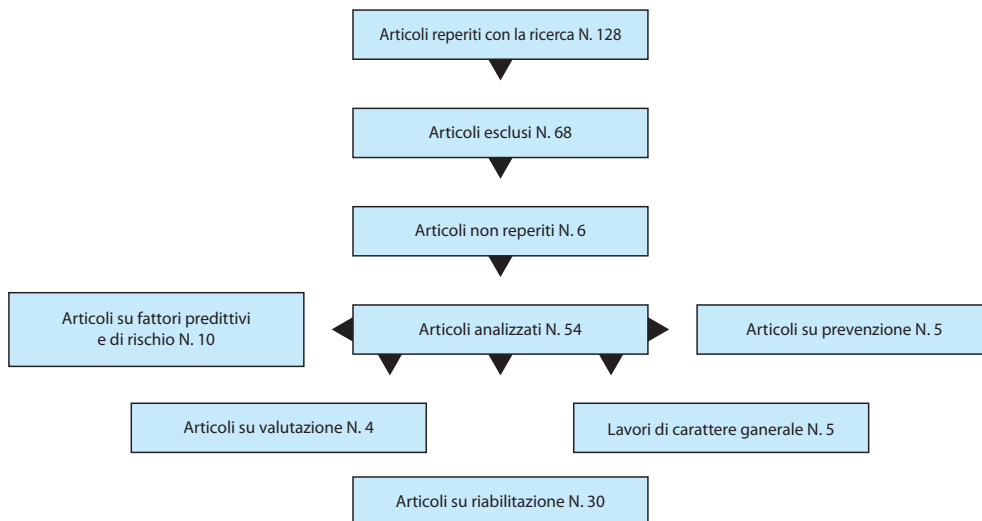 Articoli reperiti con la ricerca N. 128
Articoli esclusi N. 68
Articoli non reperiti N. 6
Articoli su fattori predittivi
e di rischio N. 10
Articoli analizzati N. 54
Articoli su prevenzione N. 5
Articoli su valutazione N. 4
Lavori di carattere ganerale N. 5
Articoli su riabilitazione N. 30